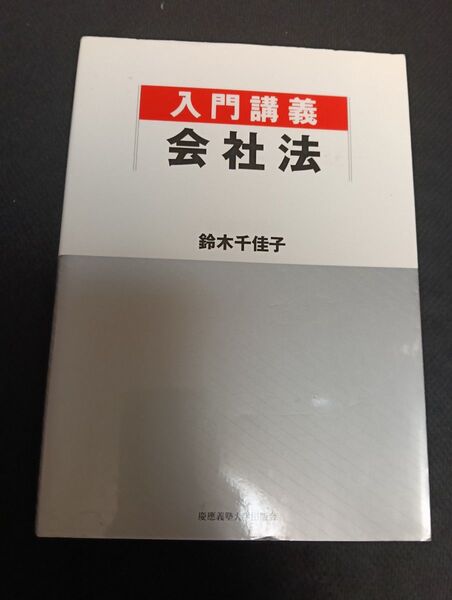 入門講義
会社法
鈴木千佳子
慶應義塾大学出版会